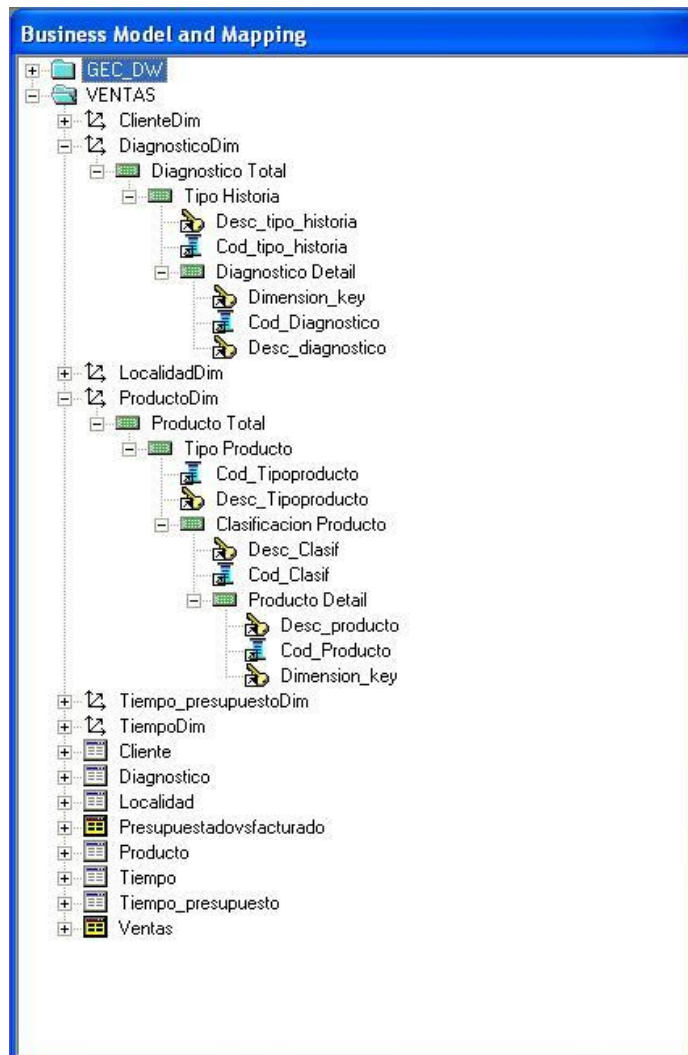 Business Model and Mapping
GEC_DW
VENTAS
ClienteDim
DiagnosticoDim
Diagnostico Total
Tipo Historia
Desc_tipo_historia
Cod_tipo_historia
Diagnostico Detail
Dimension_key
Cod_Diagnostico
Desc_diagnostico
LocalidadDim
ProductoDim
Producto Total
Tipo Producto
Cod_Tipoproducto
Desc_Tipoproducto
Clasificacion Producto
Desc_Clasif
Cod_Clasif
Producto Detail
Desc_producto
Cod_Producto
Dimension_key
Tiempo_presupuestoDim
TiempoDim
Cliente
Diagnostico
Localidad
Presupuestadovsfacturado
Producto
Tiempo
Tiempo_presupuesto
Ventas